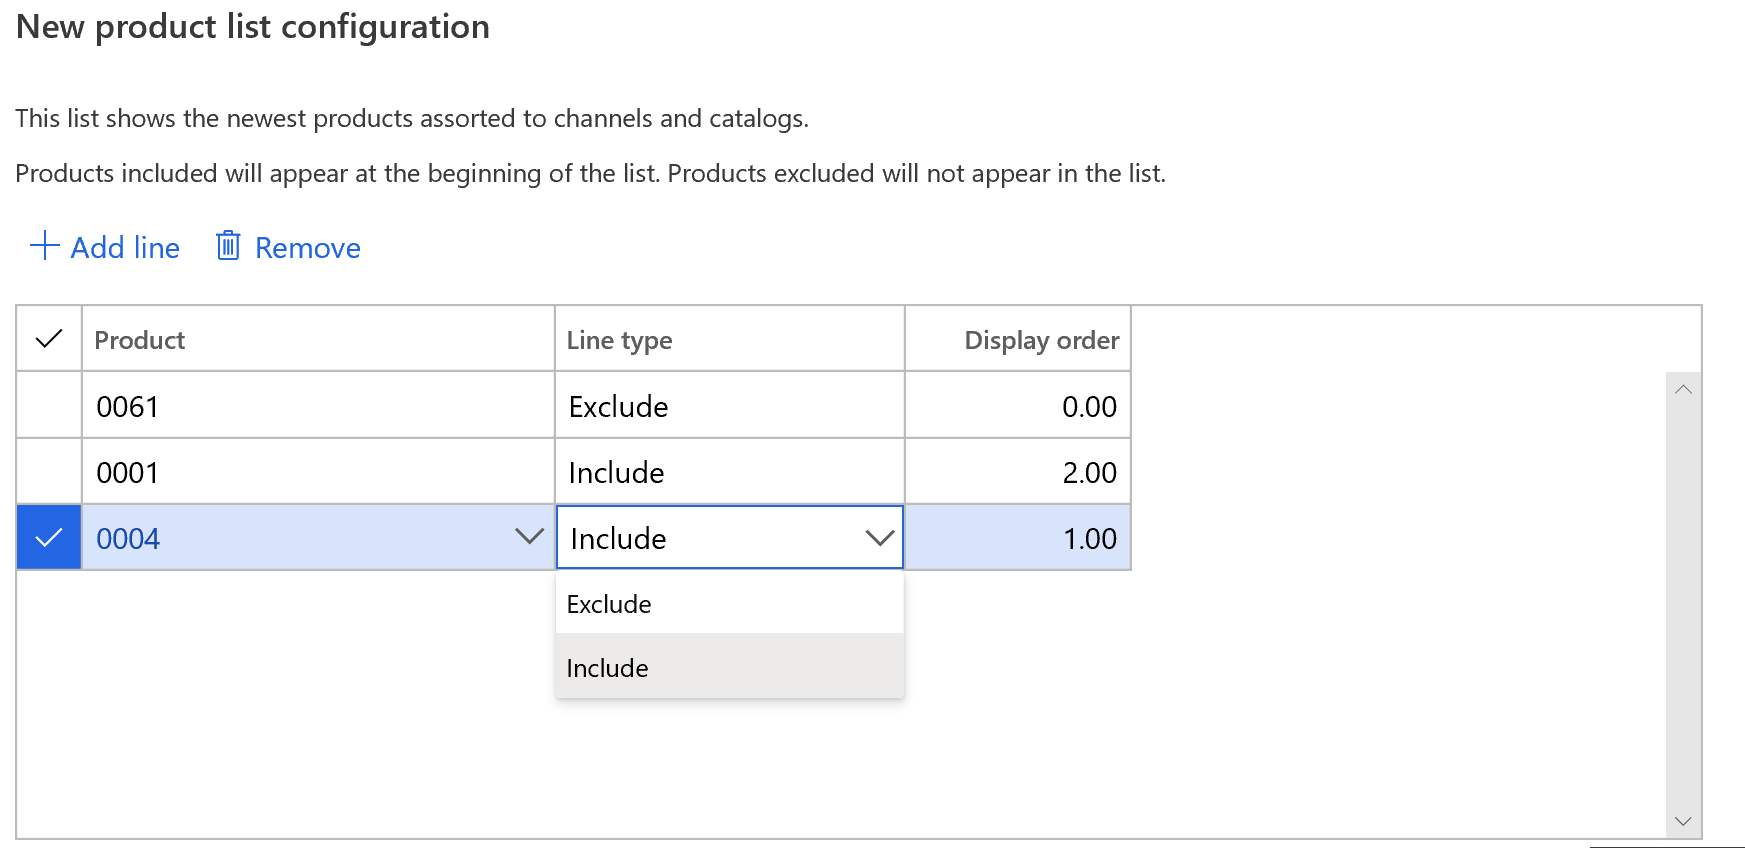 New product list configuration
This list shows the newest products assorted to channels and catalogs.
Products included will appear at the beginning of the list. Products excluded will not appear in the list.
Add line Remove
Product Line type Display order
0061 Exclude 0.00
0001 Include 2.00
0004 Include 1.00
Exclude
Include